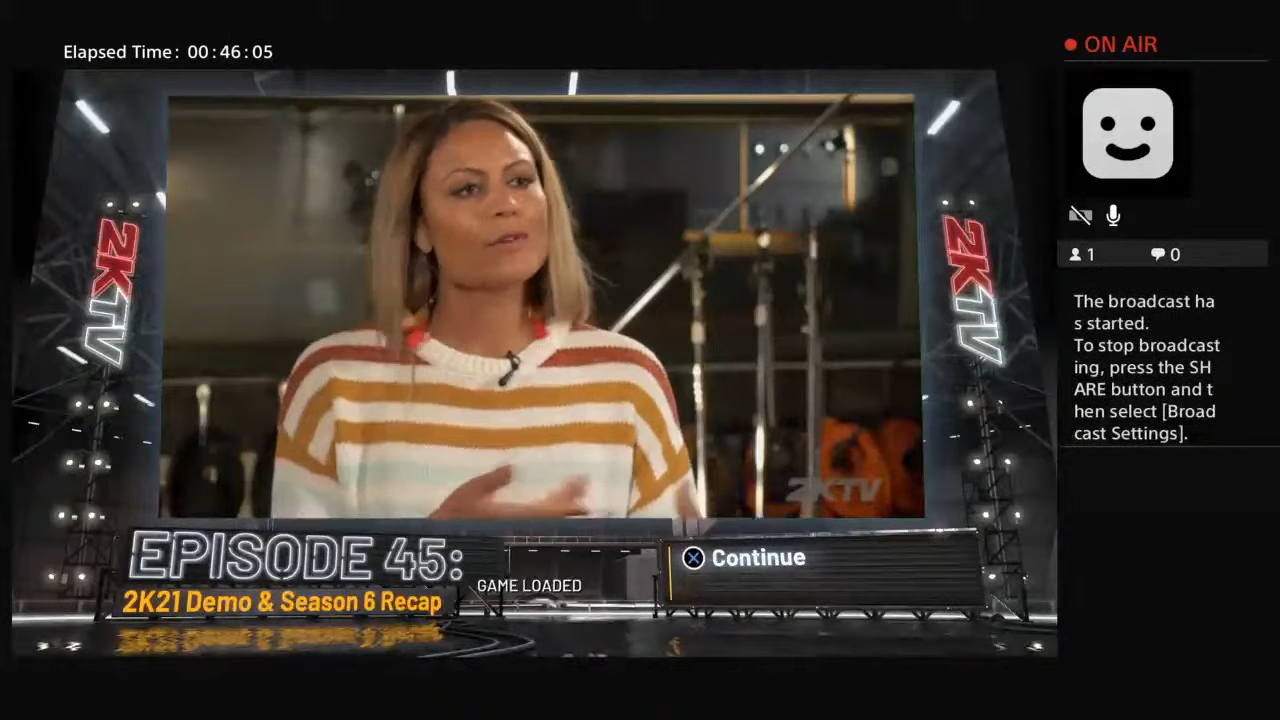 Elapsed Time: 00:46:05
ON AIR
2KTV
2KTV
1
0
The broadcast ha
s started.
To stop broadcast
ing, press the SH
ARE button and t
hen select [Broad
cast Settings].
2KTV
EPISODE 45:
2K21 Demo & Season 6 Recap
GAME LOADED
Continue